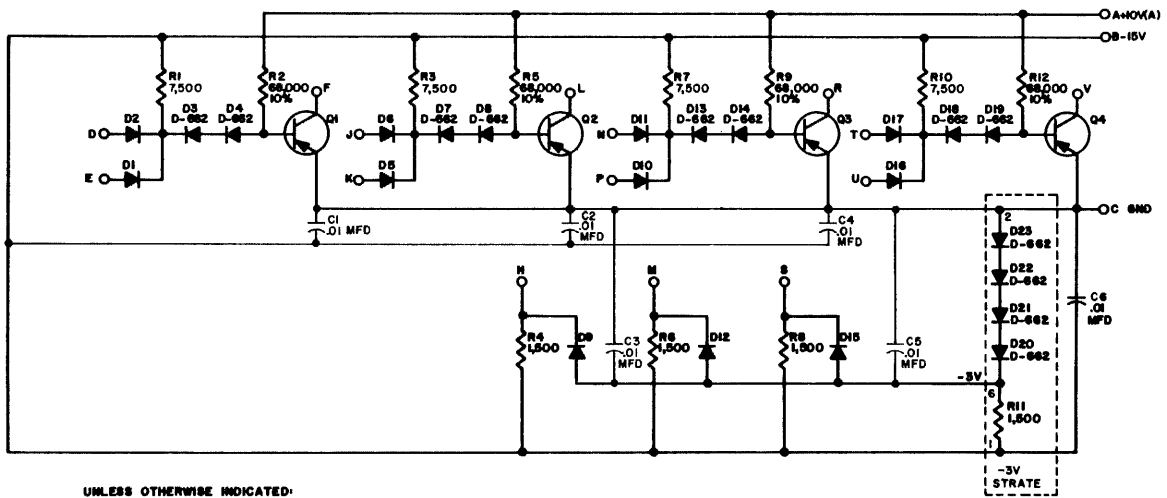 A+10V(A)
B-15V
R1
7,500
R2
68,000
10%
F
R3
7,500
R5
68,000
10%
L
R7
7,500
R9
68,000
10%
R
R10
7,500
R12
68,000
10%
V
D
D2
D3
D-662
D4
D-662
Q1
J
D6
D7
D-662
D8
D-662
Q2
N
D11
D13
D-662
D14
D-662
Q3
T
D17
D18
D-662
D19
D-662
Q4
E
D1
K
D5
P
D10
U
D16
C GND
C1
.01 MFD
C2
.01
MFD
C4
.01
MFD
2
D23
D-662
D22
D-662
D21
D-662
D20
D-662
C6
.01
MFD
H
M
S
R4
1,500
D9
C3
.01
MFD
R6
1,500
D12
R8
1,500
D15
C5
.01
MFD
-3V
6
R11
1,500
1
-3V
STRATE
UNLESS OTHERWISE INDICATED: